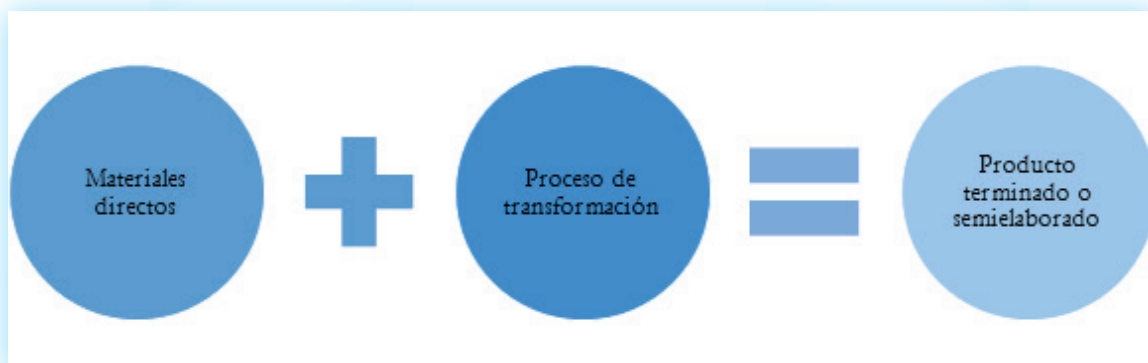 Materiales
directos
Proceso de
transformación
Producto
terminado o
semielaborado